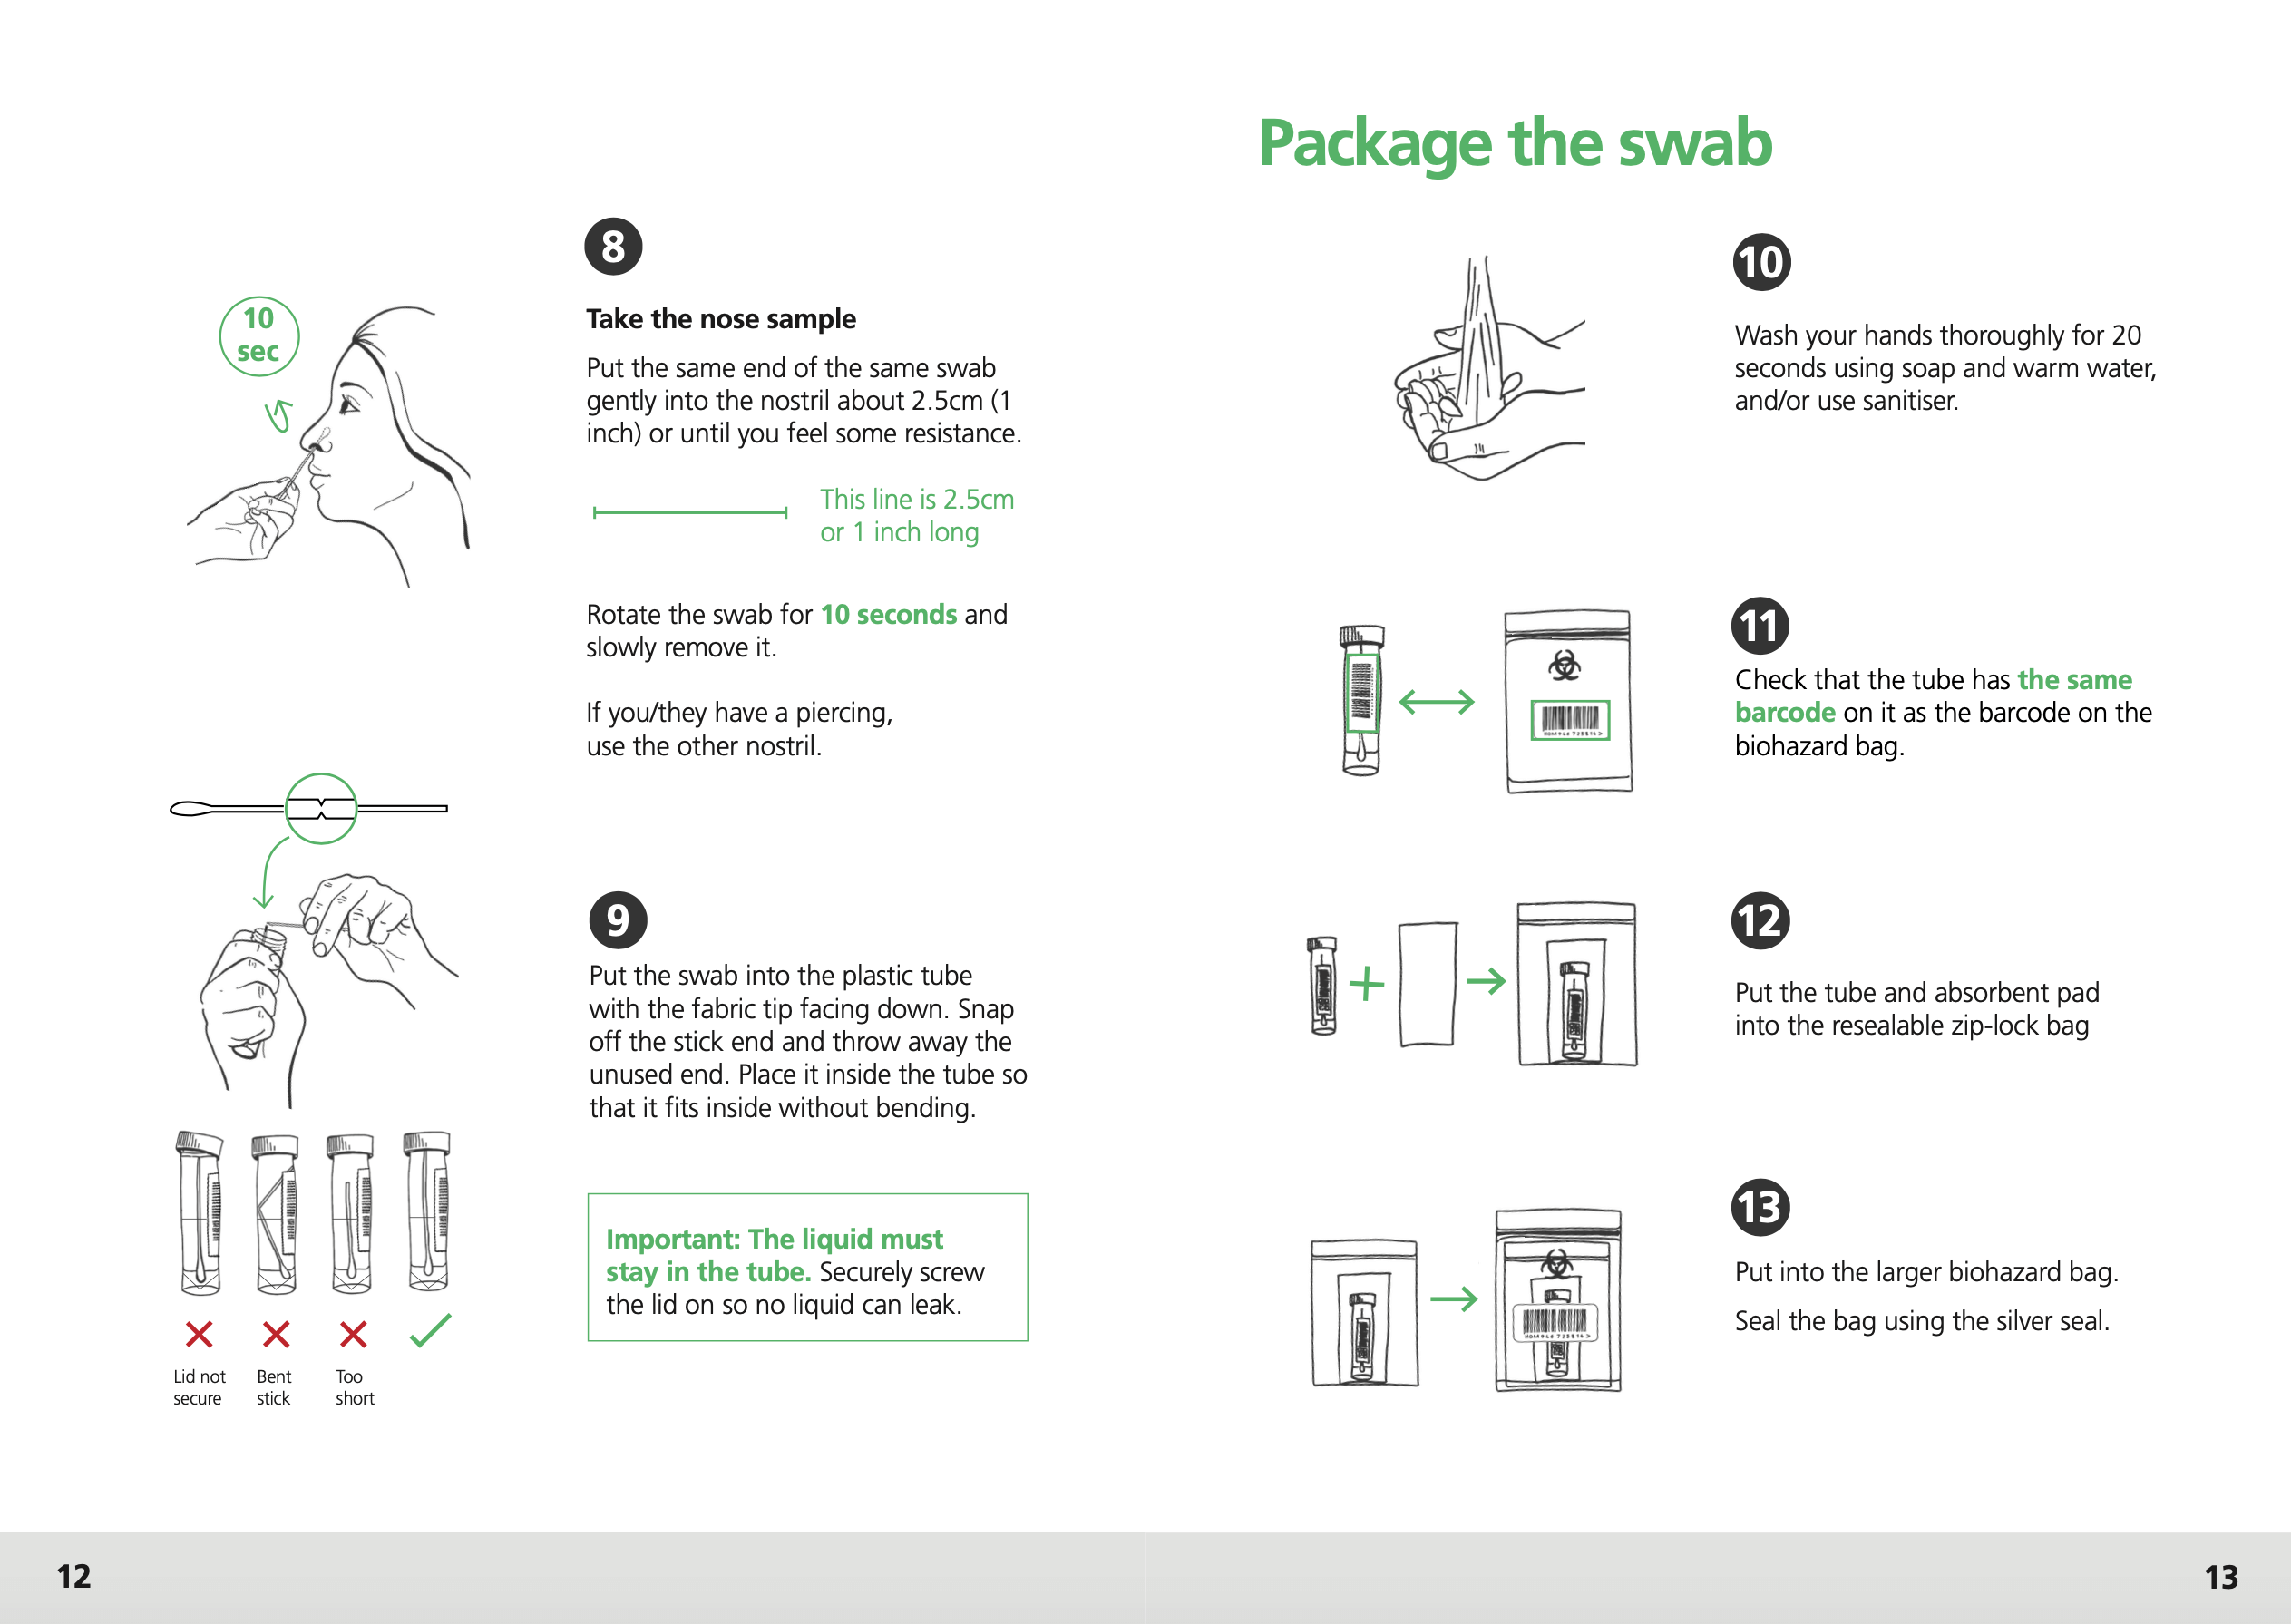 8
10
sec
Take the nose sample
Put the same end of the same swab
gently into the nostril about 2.5cm (1
inch) or until you feel some resistance.
This line is 2.5cm
or 1 inch long
Rotate the swab for 10 seconds and
slowly remove it.
If you/they have a piercing,
use the other nostril.
9
Put the swab into the plastic tube
with the fabric tip facing down. Snap
off the stick end and throw away the
unused end. Place it inside the tube so
that it fits inside without bending.
Important: The liquid must
stay in the tube. Securely screw
the lid on so no liquid can leak.
Lid not
secure
Bent
stick
Too
short
12
Package the swab
10
Wash your hands thoroughly for 20
seconds using soap and warm water,
and/or use sanitiser.
11
Check that the tube has the same
barcode on it as the barcode on the
biohazard bag.
12
Put the tube and absorbent pad
into the resealable zip-lock bag
13
Put into the larger biohazard bag.
Seal the bag using the silver seal.
13